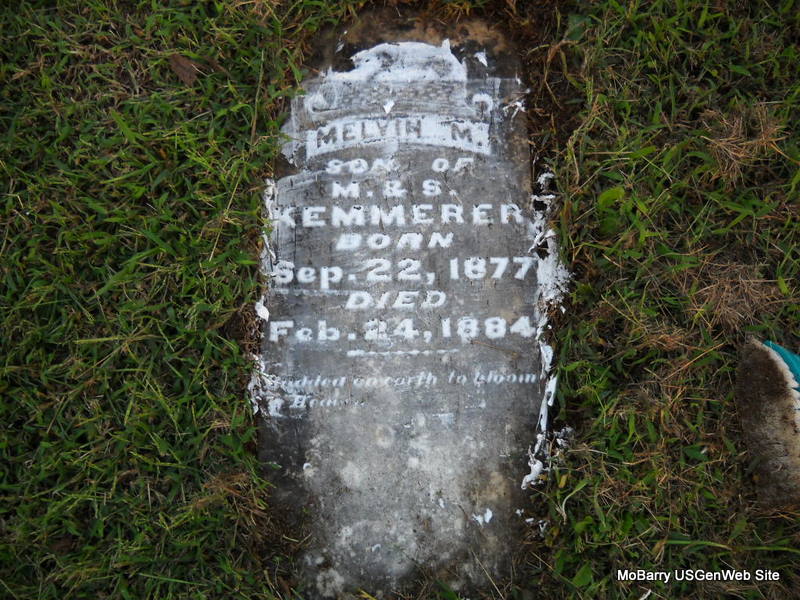 MELVIN M.
SON OF
M. & S.
KEMMERER
BORN
Sep. 22, 1877
DIED
Feb. 24, 1884.
Budded on earth to bloom
MoBarry USGenWeb Site